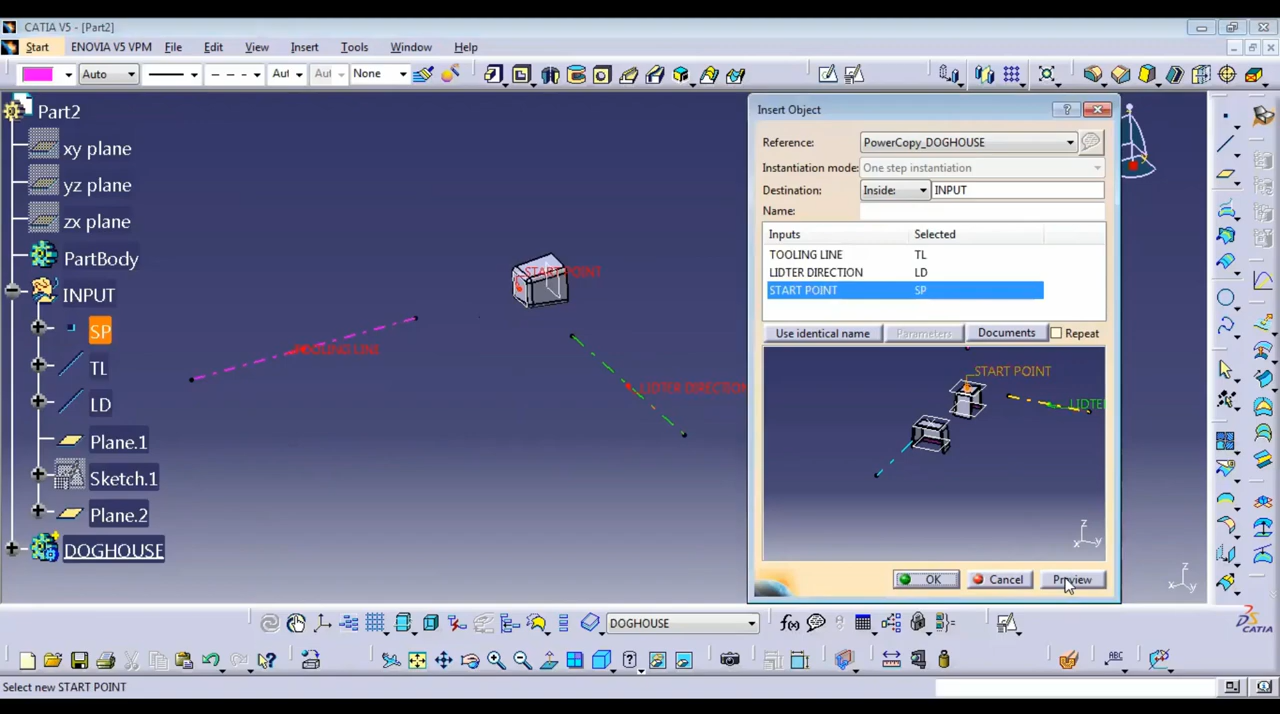 CATIA V5 - [Part2]
Start ENOVIA V5 VPM File Edit View Insert Tools Window Help
Auto Aut Aut None
Part2
xy plane
yz plane
zx plane
PartBody
INPUT
SP
TL
LD
Plane.1
Sketch.1
Plane.2
DOGHOUSE
START POINT
TOOLING LINE
LIDTER DIRECTION
Insert Object
Reference: PowerCopy_DOGHOUSE
Instantiation mode: One step instantiation
Destination: Inside: INPUT
Name:
Inputs Selected
TOOLING LINE TL
LIDTER DIRECTION LD
START POINT SP
Use identical name Parameters Documents Repeat
START POINT
LIDTER
z
x y
OK Cancel Preview
z
x y
DOGHOUSE
f(x)
ABC
Select new START POINT